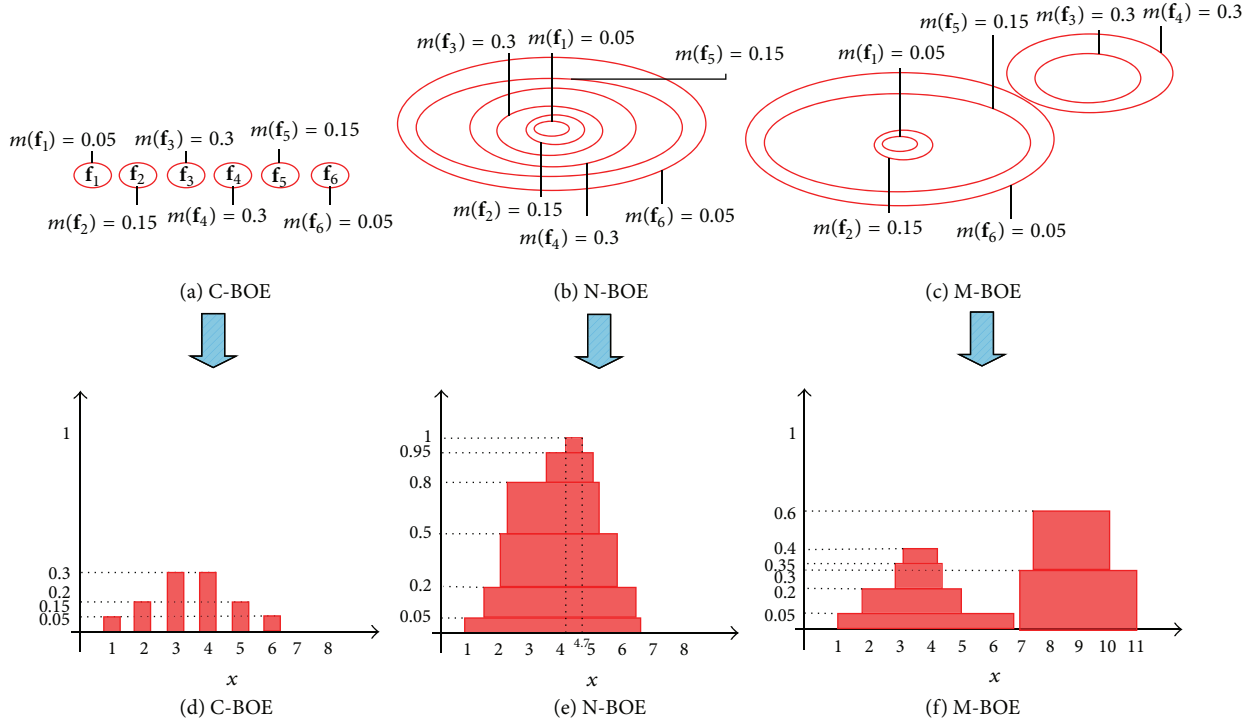 m(f₁) = 0.05
m(f₃) = 0.3
m(f₅) = 0.15
f₁ f₂ f₃ f₄ f₅ f₆
m(f₂) = 0.15
m(f₄) = 0.3
m(f₆) = 0.05
(a) C-BOE
m(f₃) = 0.3
m(f₁) = 0.05
m(f₅) = 0.15
m(f₂) = 0.15
m(f₄) = 0.3
m(f₆) = 0.05
(b) N-BOE
m(f₅) = 0.15
m(f₃) = 0.3
m(f₄) = 0.3
m(f₁) = 0.05
m(f₂) = 0.15
m(f₆) = 0.05
(c) M-BOE
1
0.3
0.2
0.15
0.05
1 2 3 4 5 6 7 8
x
(d) C-BOE
1
0.95
0.8
0.5
0.2
0.05
1 2 3 4 4.7 5 6 7 8
x
(e) N-BOE
1
0.6
0.4
0.35
0.3
0.2
0.05
1 2 3 4 5 6 7 8 9 10 11
x
(f) M-BOE